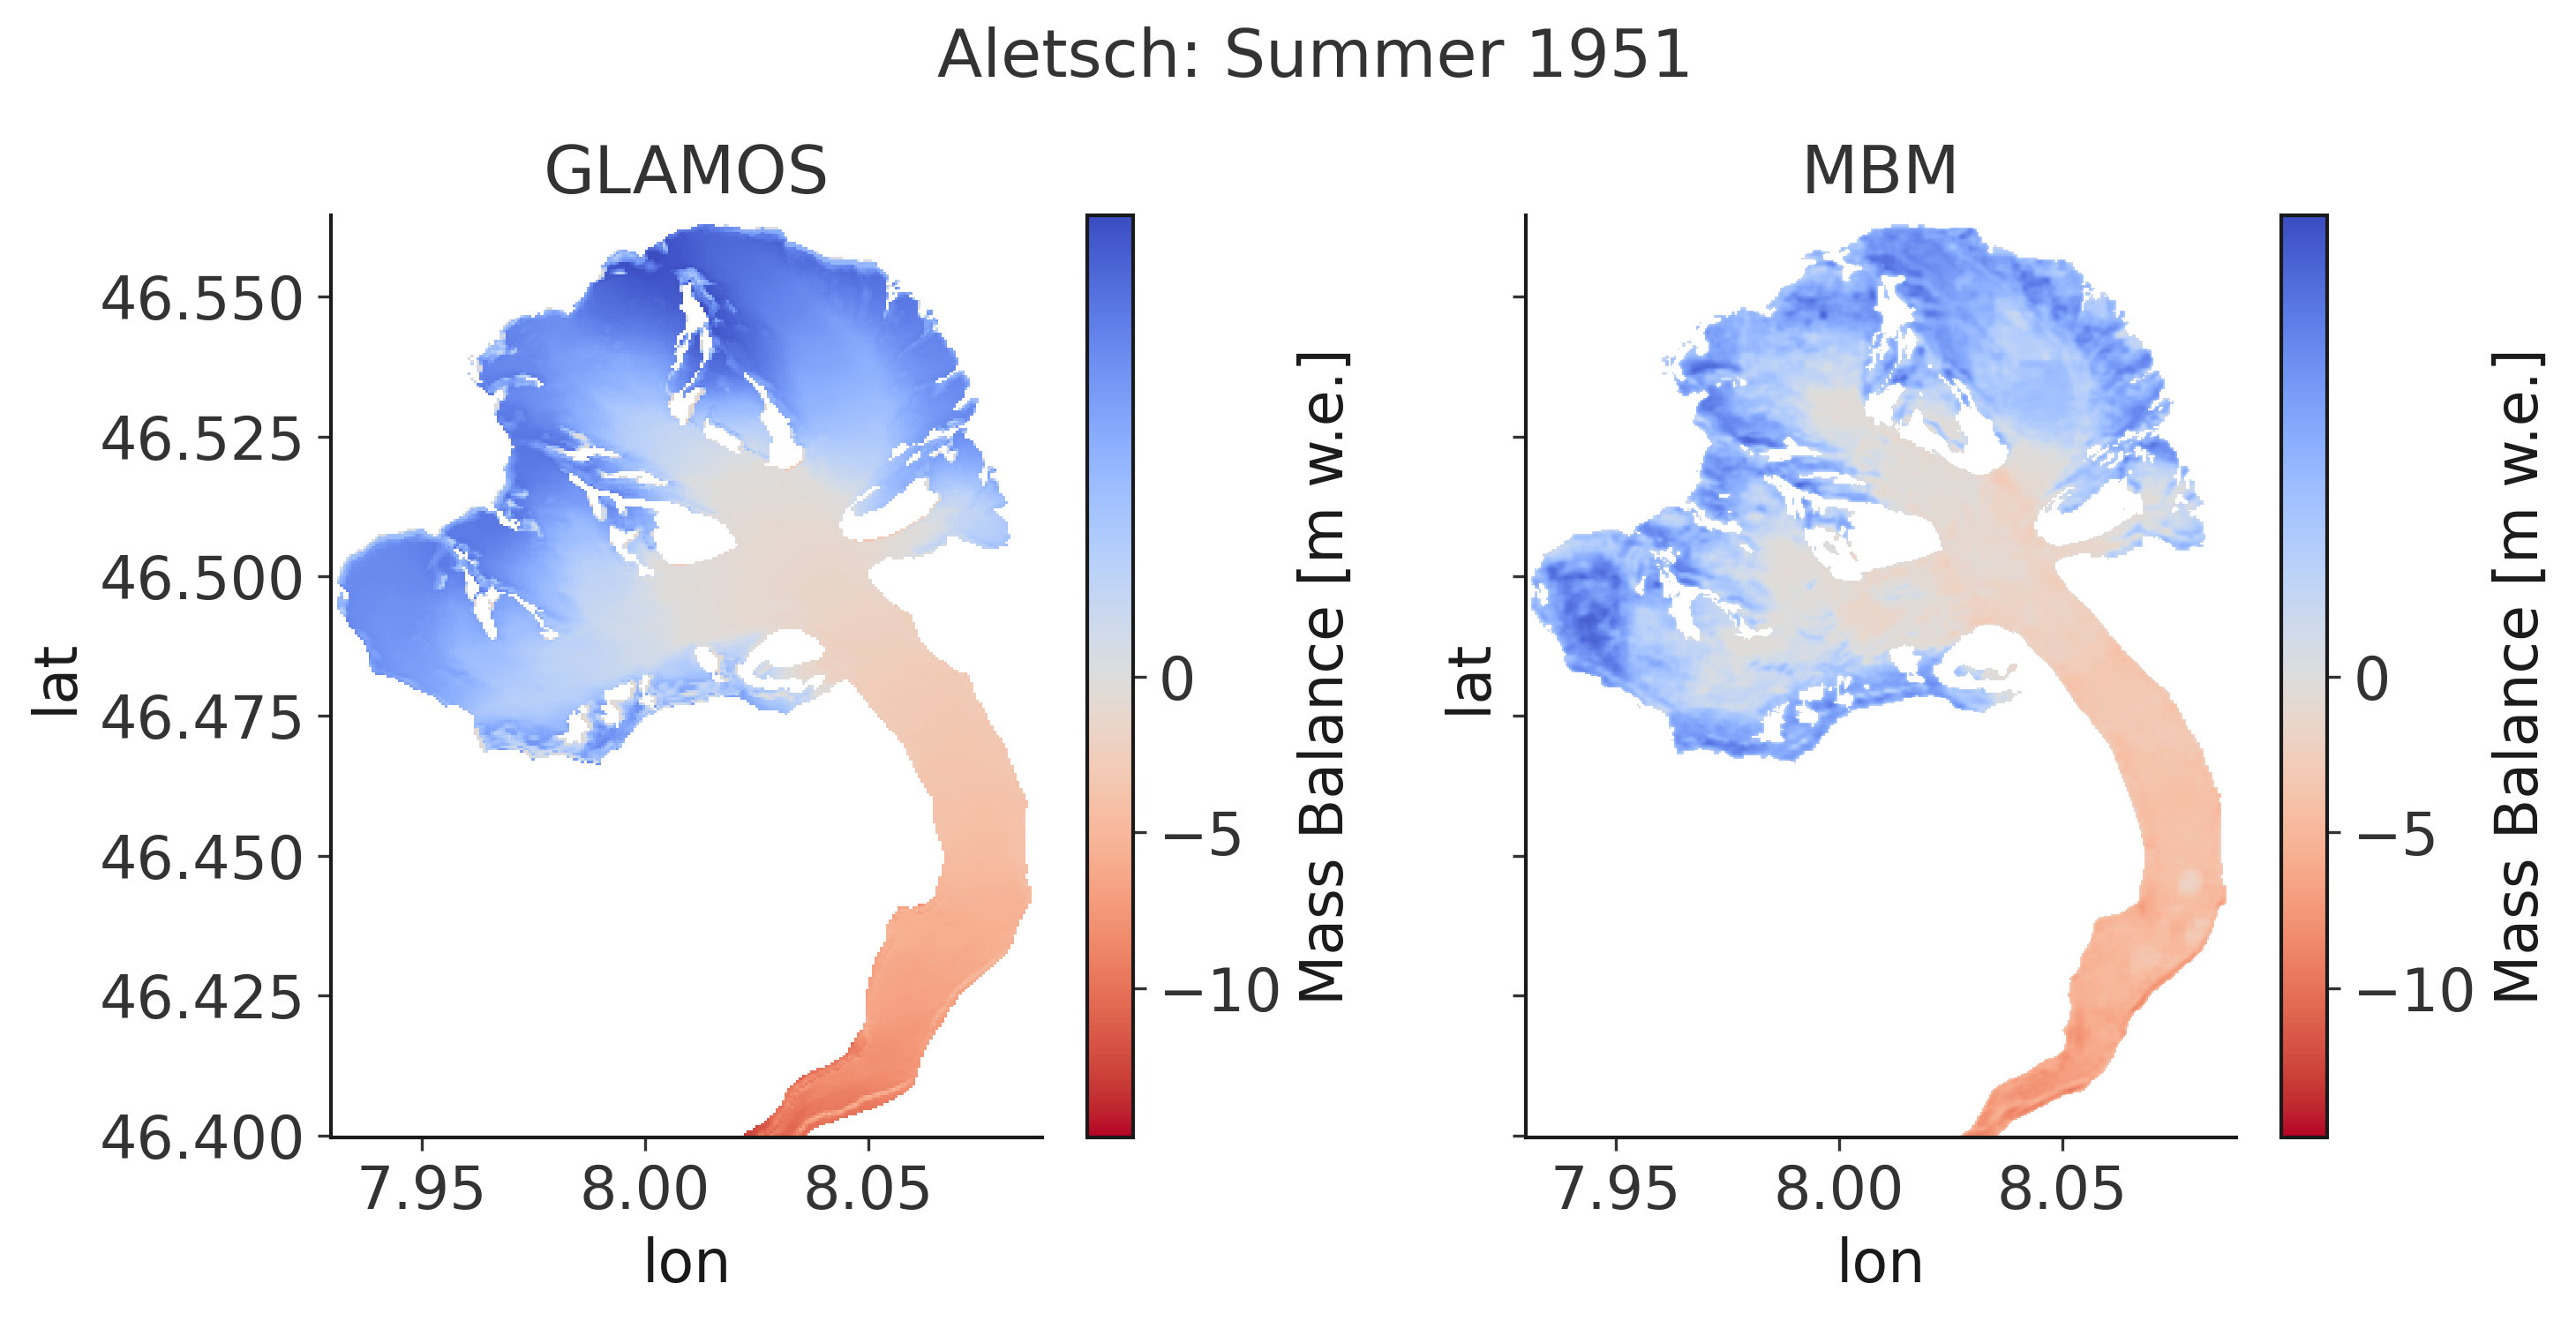 Aletsch: Summer 1951
GLAMOS
46.550
46.525
46.500
46.475
46.450
46.425
46.400
lat
7.95 8.00 8.05
lon
0
−5
−10
Mass Balance [m w.e.]
MBM
lat
7.95 8.00 8.05
lon
0
−5
−10
Mass Balance [m w.e.]